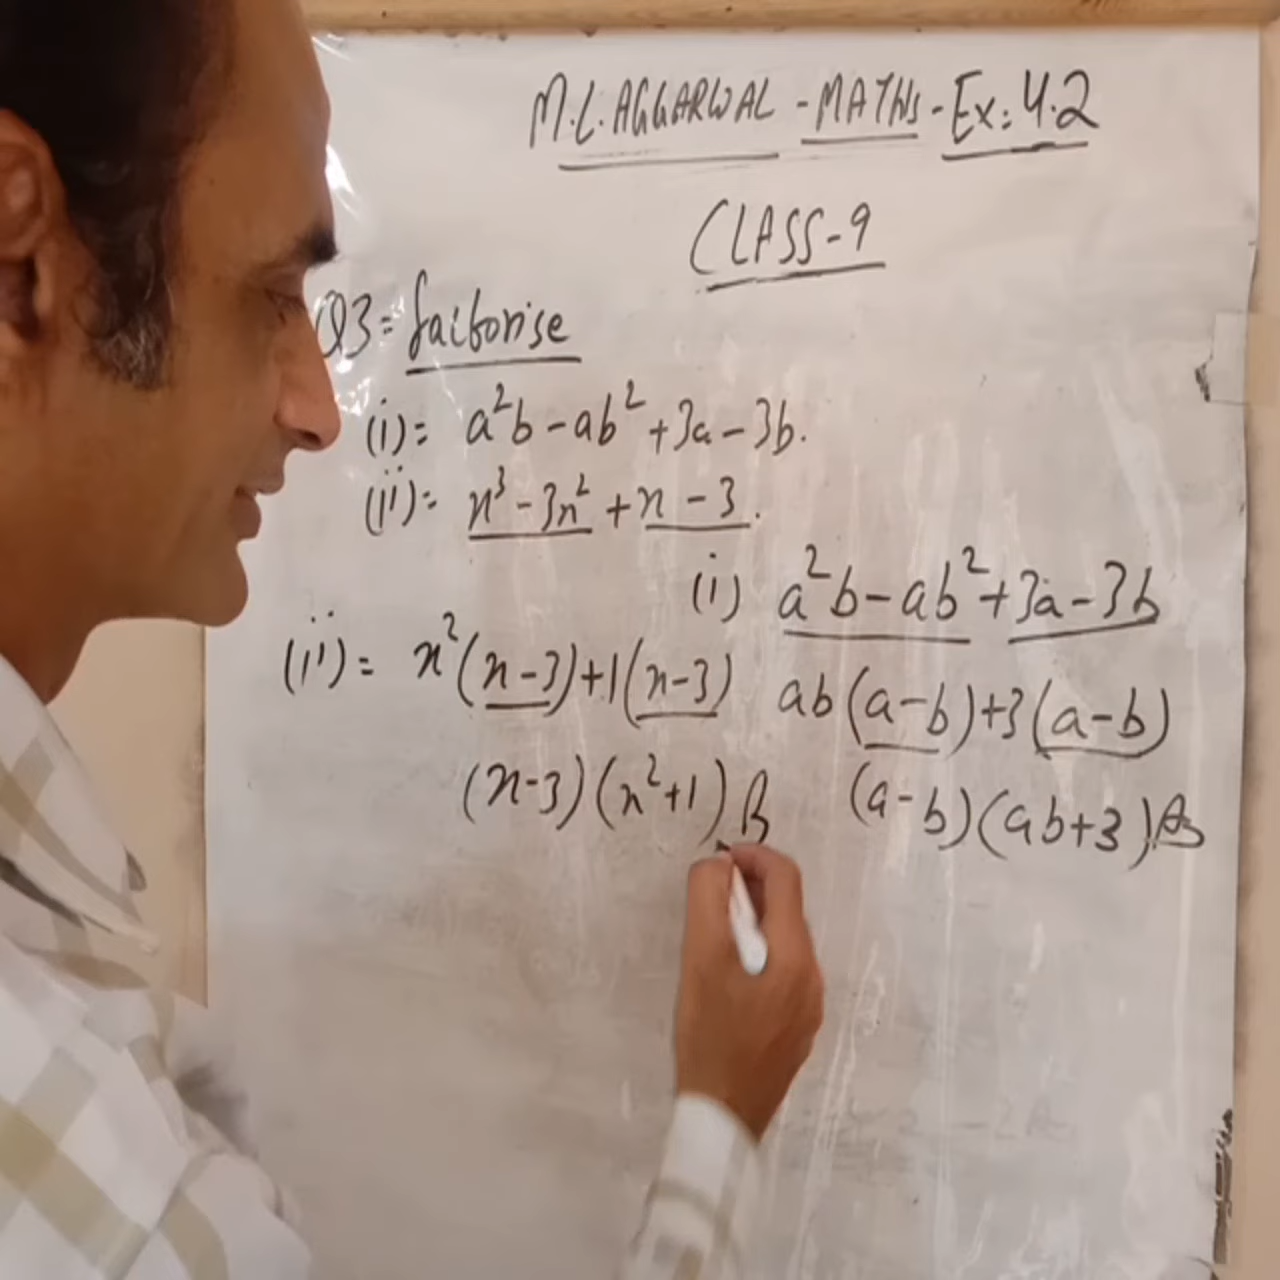 M.L.AGGARWAL - MATHS - Ex: 4.2
CLASS-9
Q3 = factorise
(i) = a²b - ab² + 3a - 3b.
(ii) = x³ - 3x² + x - 3.
(i) a²b - ab² + 3a - 3b
ab(a-b)+3(a-b)
(a-b)(ab+3)
(ii) = x²(x-3)+1(x-3)
(x-3)(x²+1)